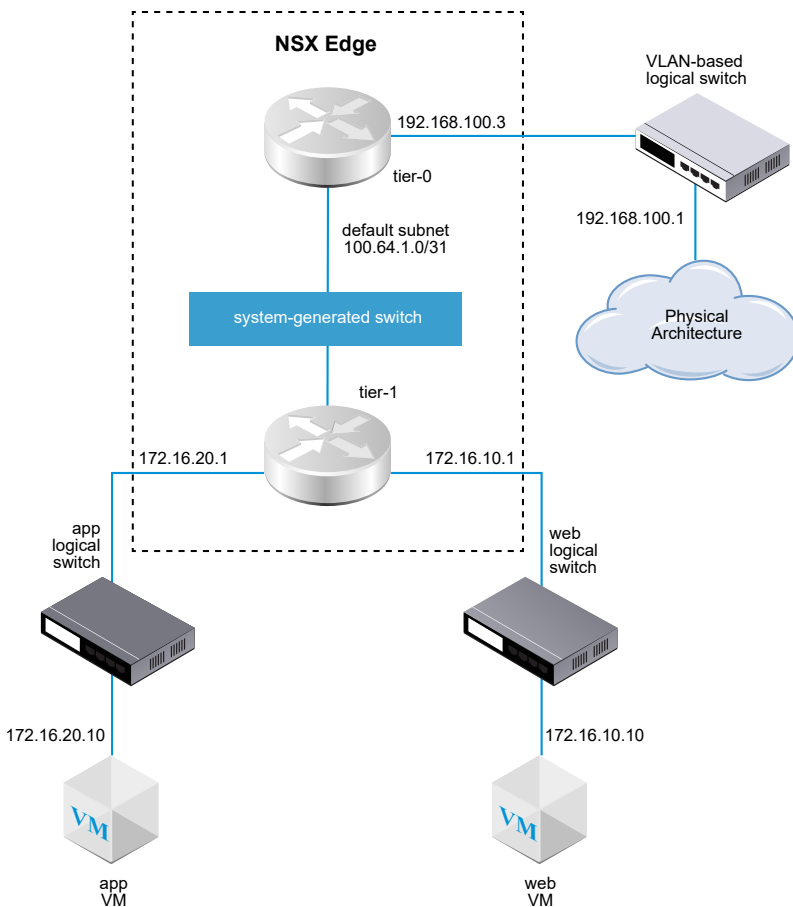 NSX Edge
VLAN-based
logical switch
192.168.100.3
tier-0
192.168.100.1
default subnet
100.64.1.0/31
system-generated switch
Physical
Architecture
tier-1
172.16.20.1
172.16.10.1
app
logical
switch
web
logical
switch
172.16.20.10
172.16.10.10
VM
VM
app
VM
web
VM